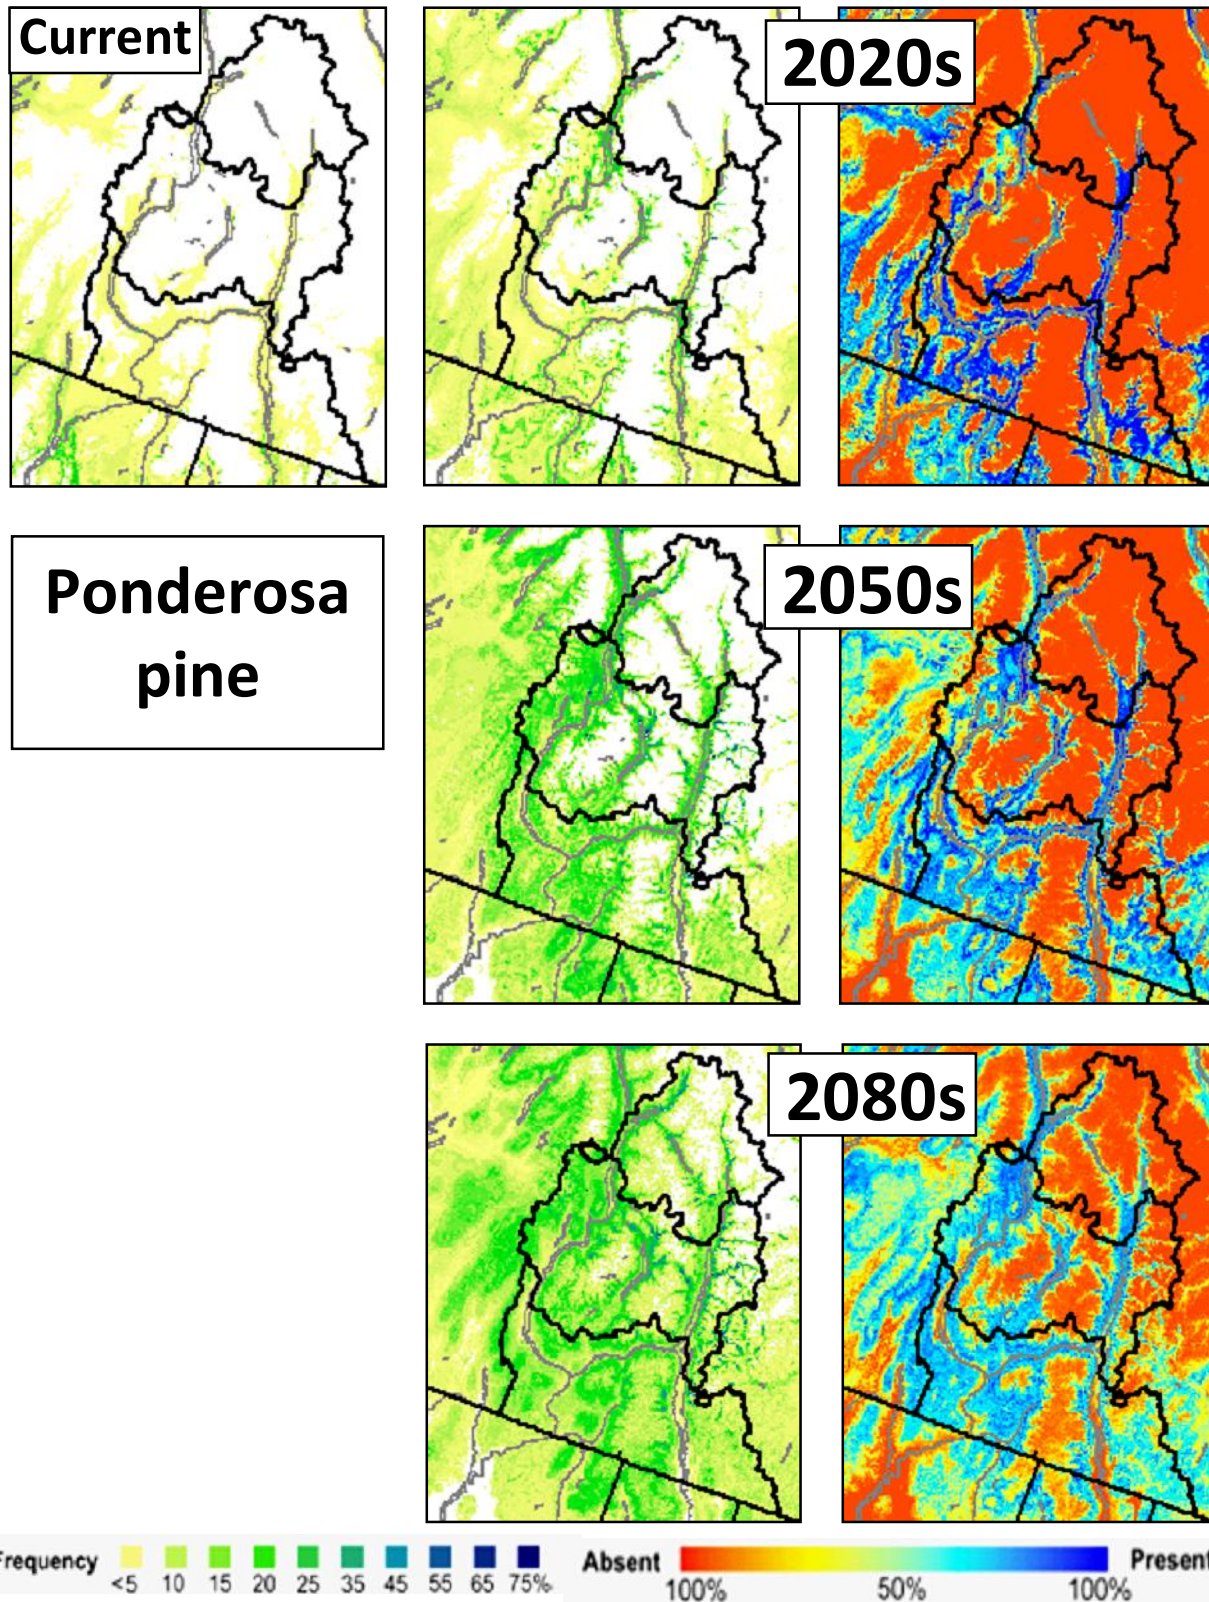 Current
2020s
Ponderosa
pine
2050s
2080s
Frequency <5 10 15 20 25 35 45 55 65 75%
Absent 100% 50% 100% Present